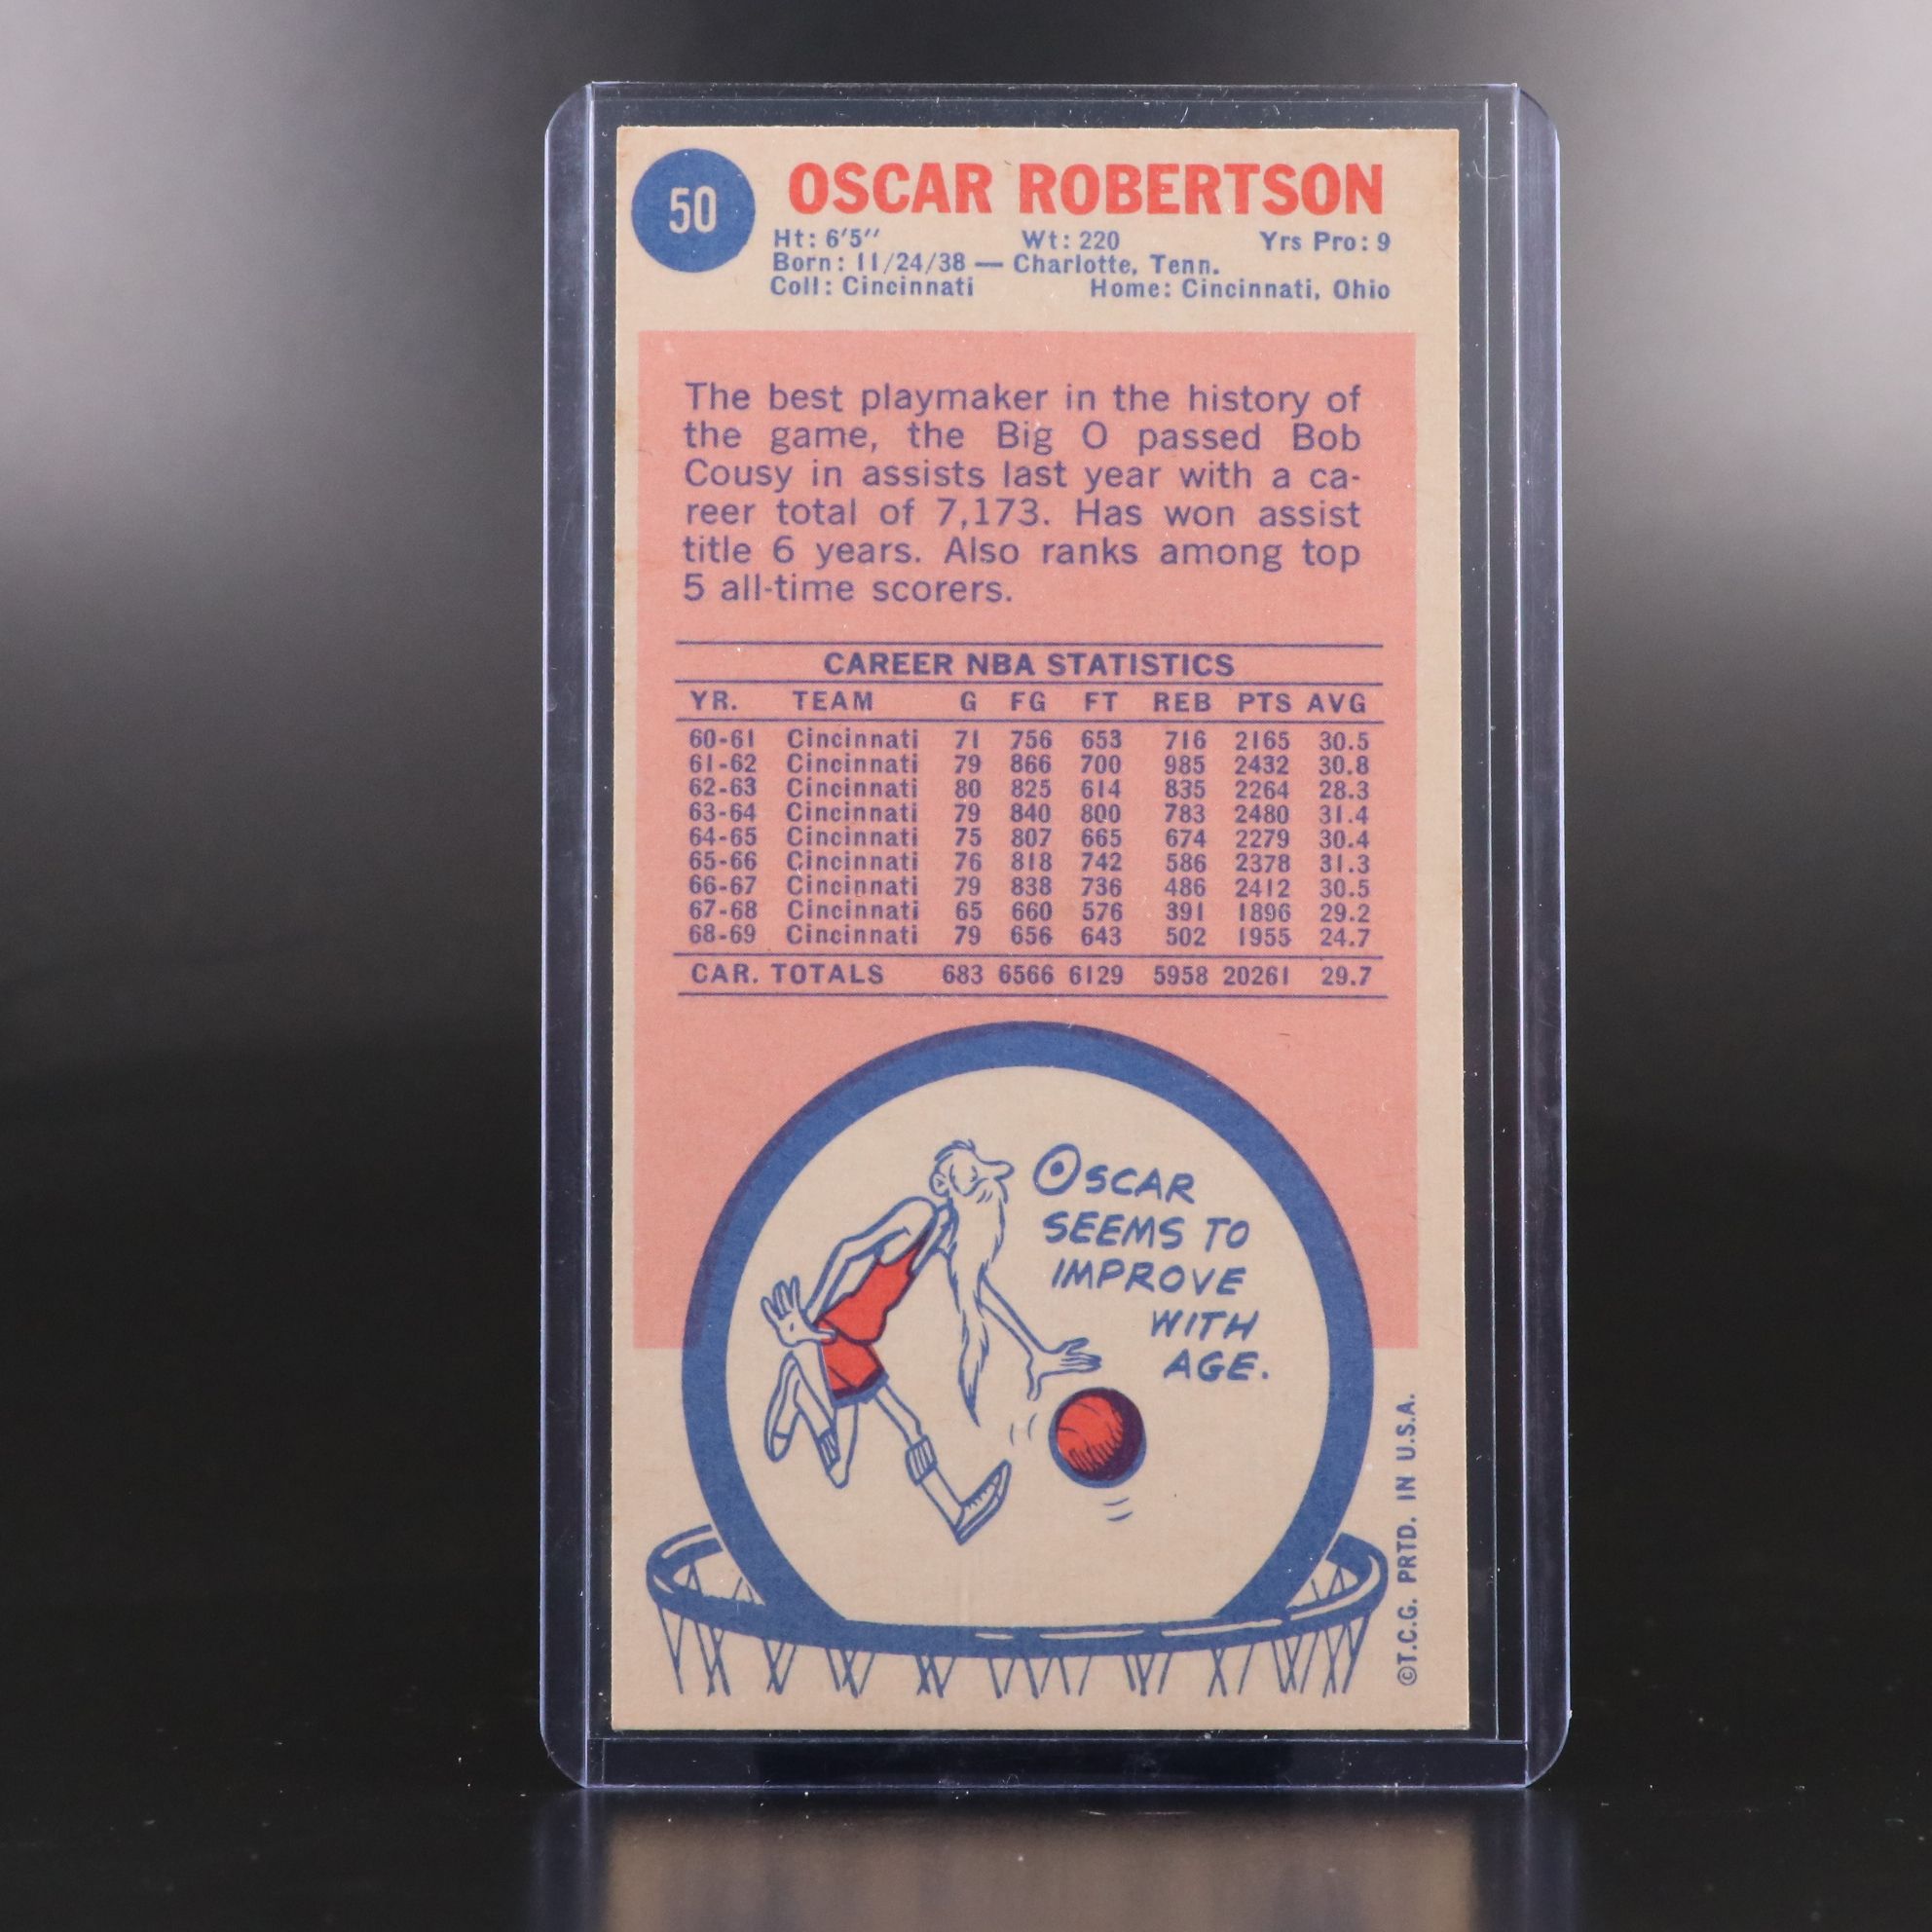 50
OSCAR ROBERTSON
Ht: 6'5" Wt: 220 Yrs Pro: 9
Born: 11/24/38 — Charlotte, Tenn.
Coll: Cincinnati Home: Cincinnati, Ohio
The best playmaker in the history of
the game, the Big O passed Bob
Cousy in assists last year with a ca-
reer total of 7,173. Has won assist
title 6 years. Also ranks among top
5 all-time scorers.
CAREER NBA STATISTICS
YR. TEAM G FG FT REB PTS AVG
60-61 Cincinnati 71 756 653 716 2165 30.5
61-62 Cincinnati 79 866 700 985 2432 30.8
62-63 Cincinnati 80 825 614 835 2264 28.3
63-64 Cincinnati 79 840 800 783 2480 31.4
64-65 Cincinnati 75 807 665 674 2279 30.4
65-66 Cincinnati 76 818 742 586 2378 31.3
66-67 Cincinnati 79 838 736 486 2412 30.5
67-68 Cincinnati 65 660 576 391 1896 29.2
68-69 Cincinnati 79 656 643 502 1955 24.7
CAR. TOTALS 683 6566 6129 5958 20261 29.7
OSCAR
SEEMS TO
IMPROVE
WITH
AGE.
©T.C.G. PRTD. IN U.S.A.